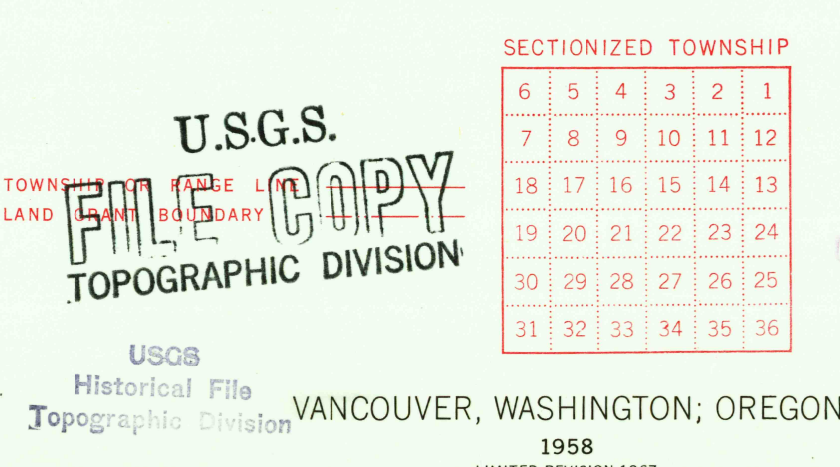 SECTIONIZED TOWNSHIP
6 5 4 3 2 1
7 8 9 10 11 12
18 17 16 15 14 13
19 20 21 22 23 24
30 29 28 27 26 25
31 32 33 34 35 36
U.S.G.S.
FILE COPY
TOPOGRAPHIC DIVISION
TOWNSHIP OR RANGE LINE
LAND GRANT BOUNDARY
USGS
Historical File
Topographic Division
VANCOUVER, WASHINGTON; OREGON
1958